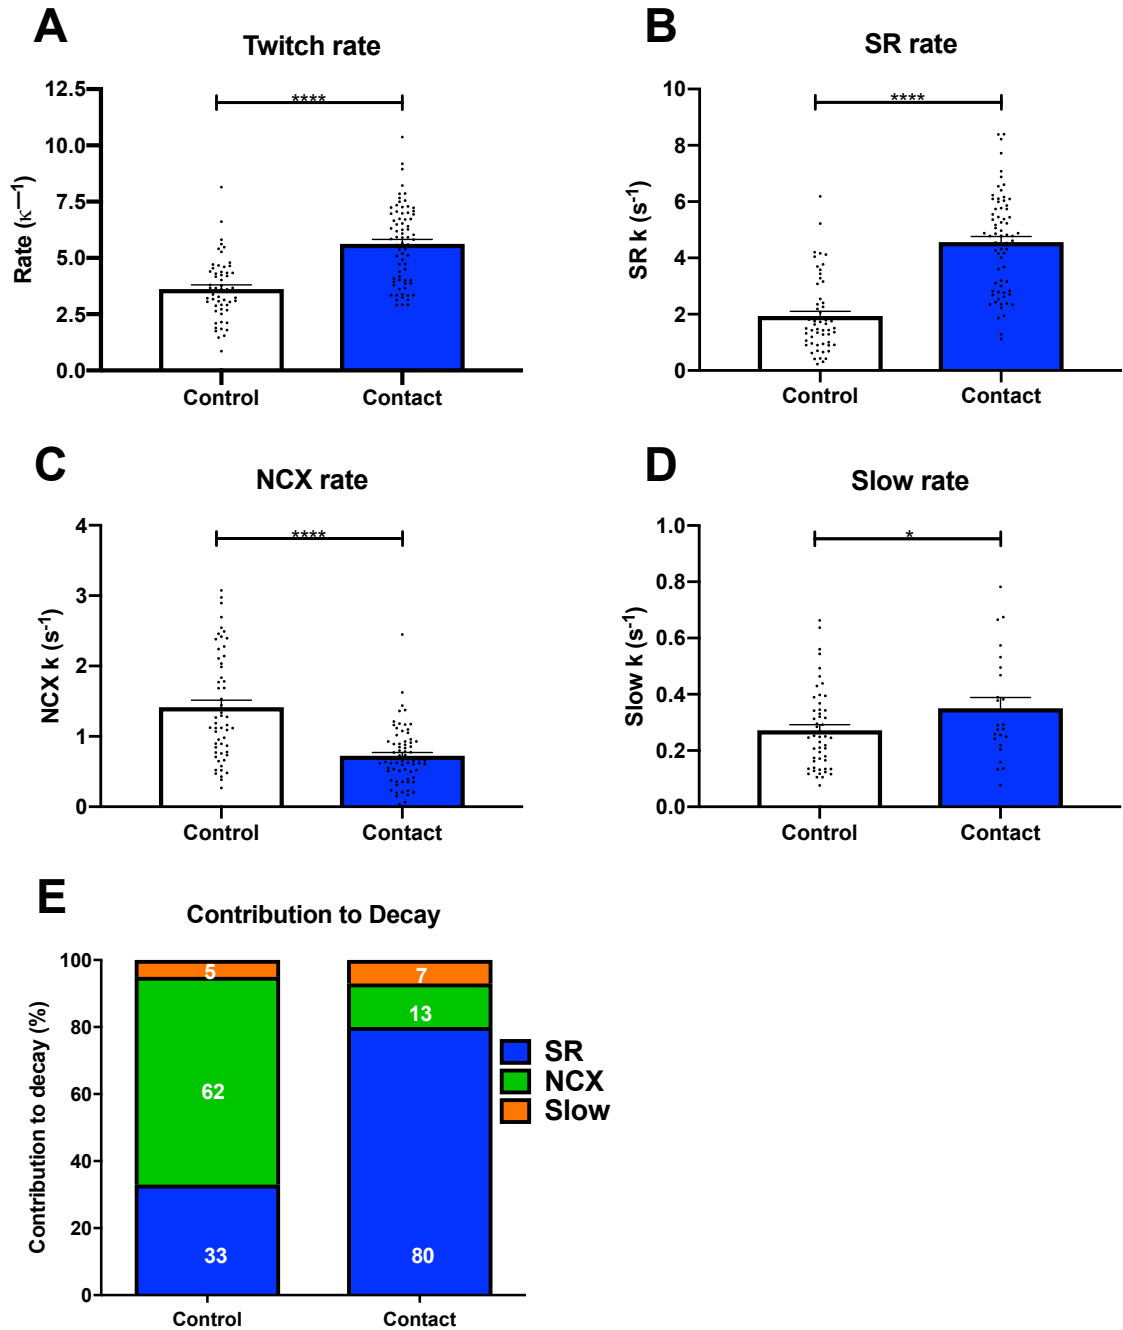 A
Twitch rate
Rate (κ—1)
12.5
10.0
7.5
5.0
2.5
0.0
****
Control
Contact
B
SR rate
SR k (s-1)
10
8
6
4
2
0
****
Control
Contact
C
NCX rate
NCX k (s-1)
4
3
2
1
0
****
Control
Contact
D
Slow rate
Slow k (s-1)
1.0
0.8
0.6
0.4
0.2
0.0
*
Control
Contact
E
Contribution to Decay
Contribution to decay (%)
100
80
60
40
20
0
5
62
33
7
13
80
Control
Contact
SR
NCX
Slow